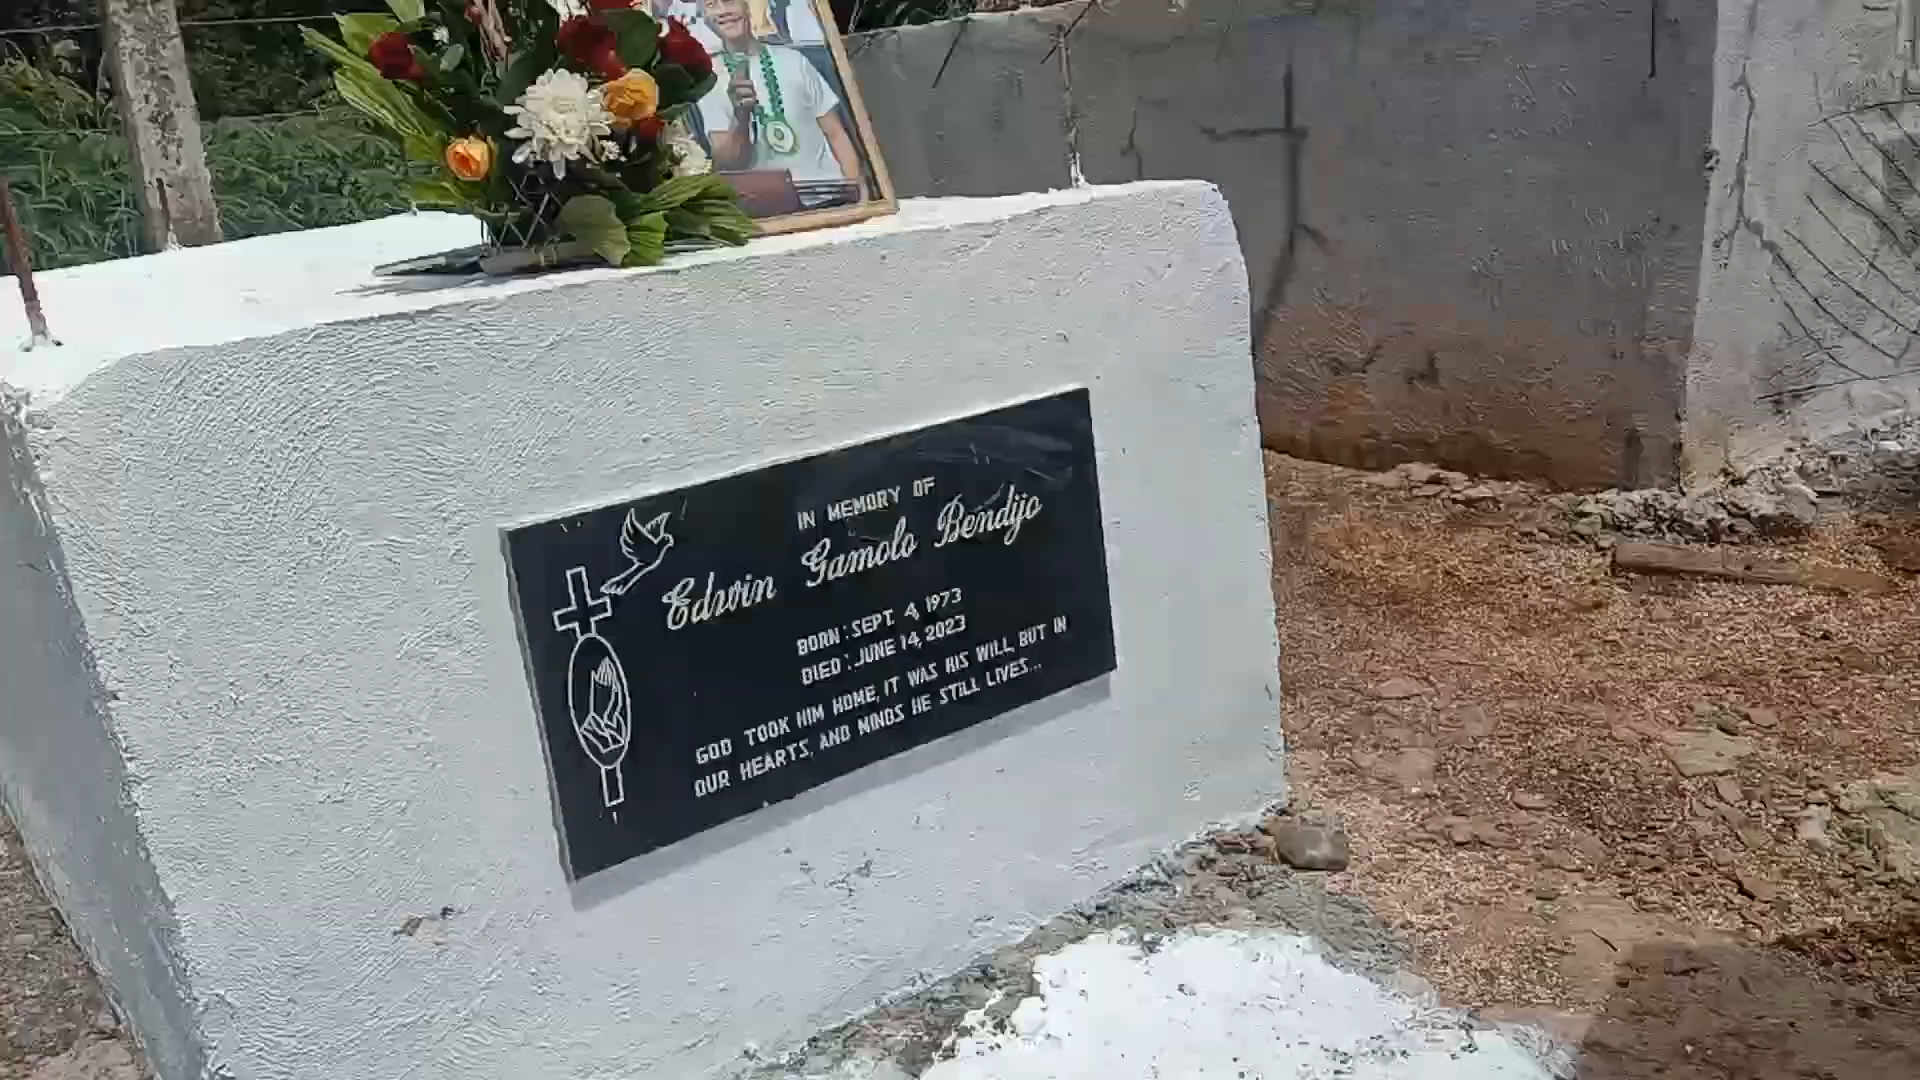 IN MEMORY OF
Edwin Gamolo Bendijo
BORN : SEPT. 4, 1973
DIED : JUNE 14, 2023
GOD TOOK HIM HOME, IT WAS HIS WILL, BUT IN
OUR HEARTS, AND MINDS HE STILL LIVES...